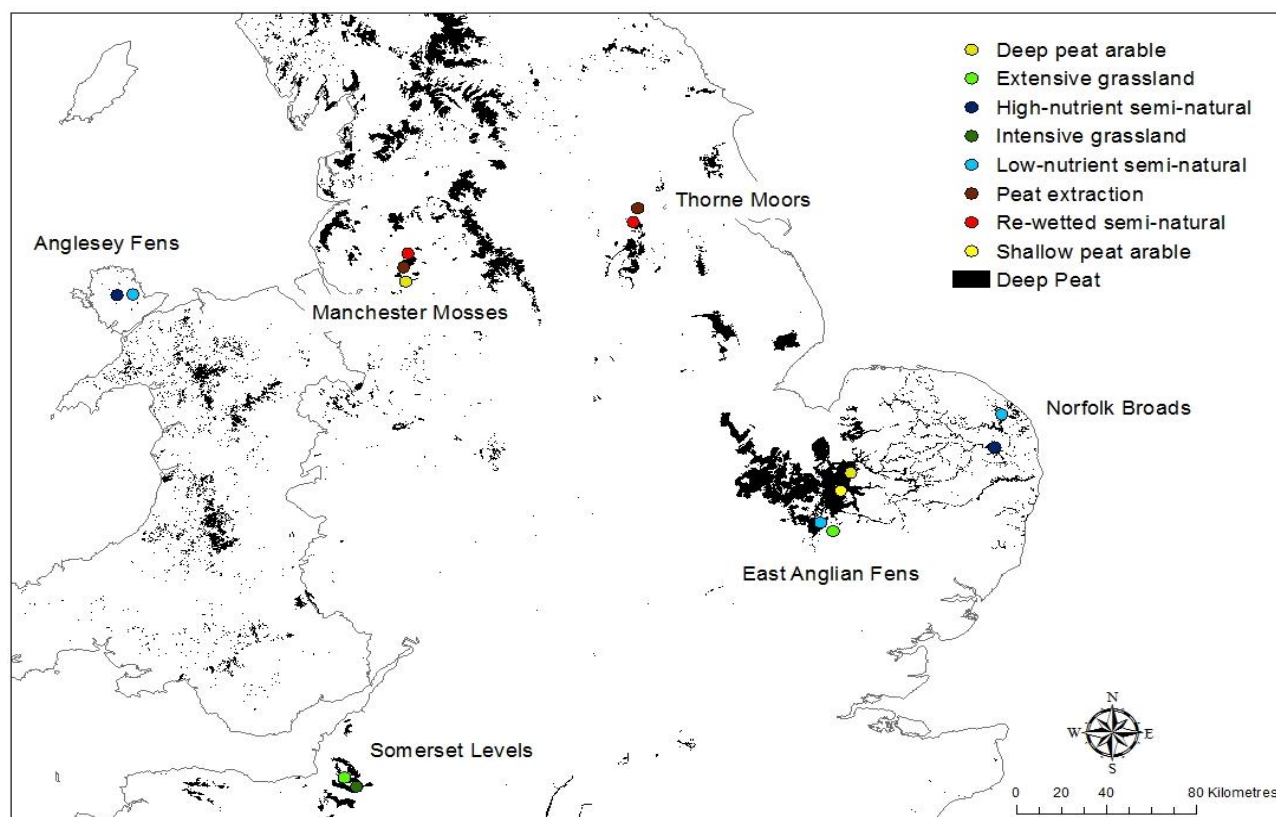 Deep peat arable
Extensive grassland
High-nutrient semi-natural
Intensive grassland
Low-nutrient semi-natural
Peat extraction
Re-wetted semi-natural
Shallow peat arable
Deep Peat
Thorne Moors
Anglesey Fens
Manchester Mosses
Norfolk Broads
East Anglian Fens
Somerset Levels
N
W E
S
0 20 40 80 Kilometres